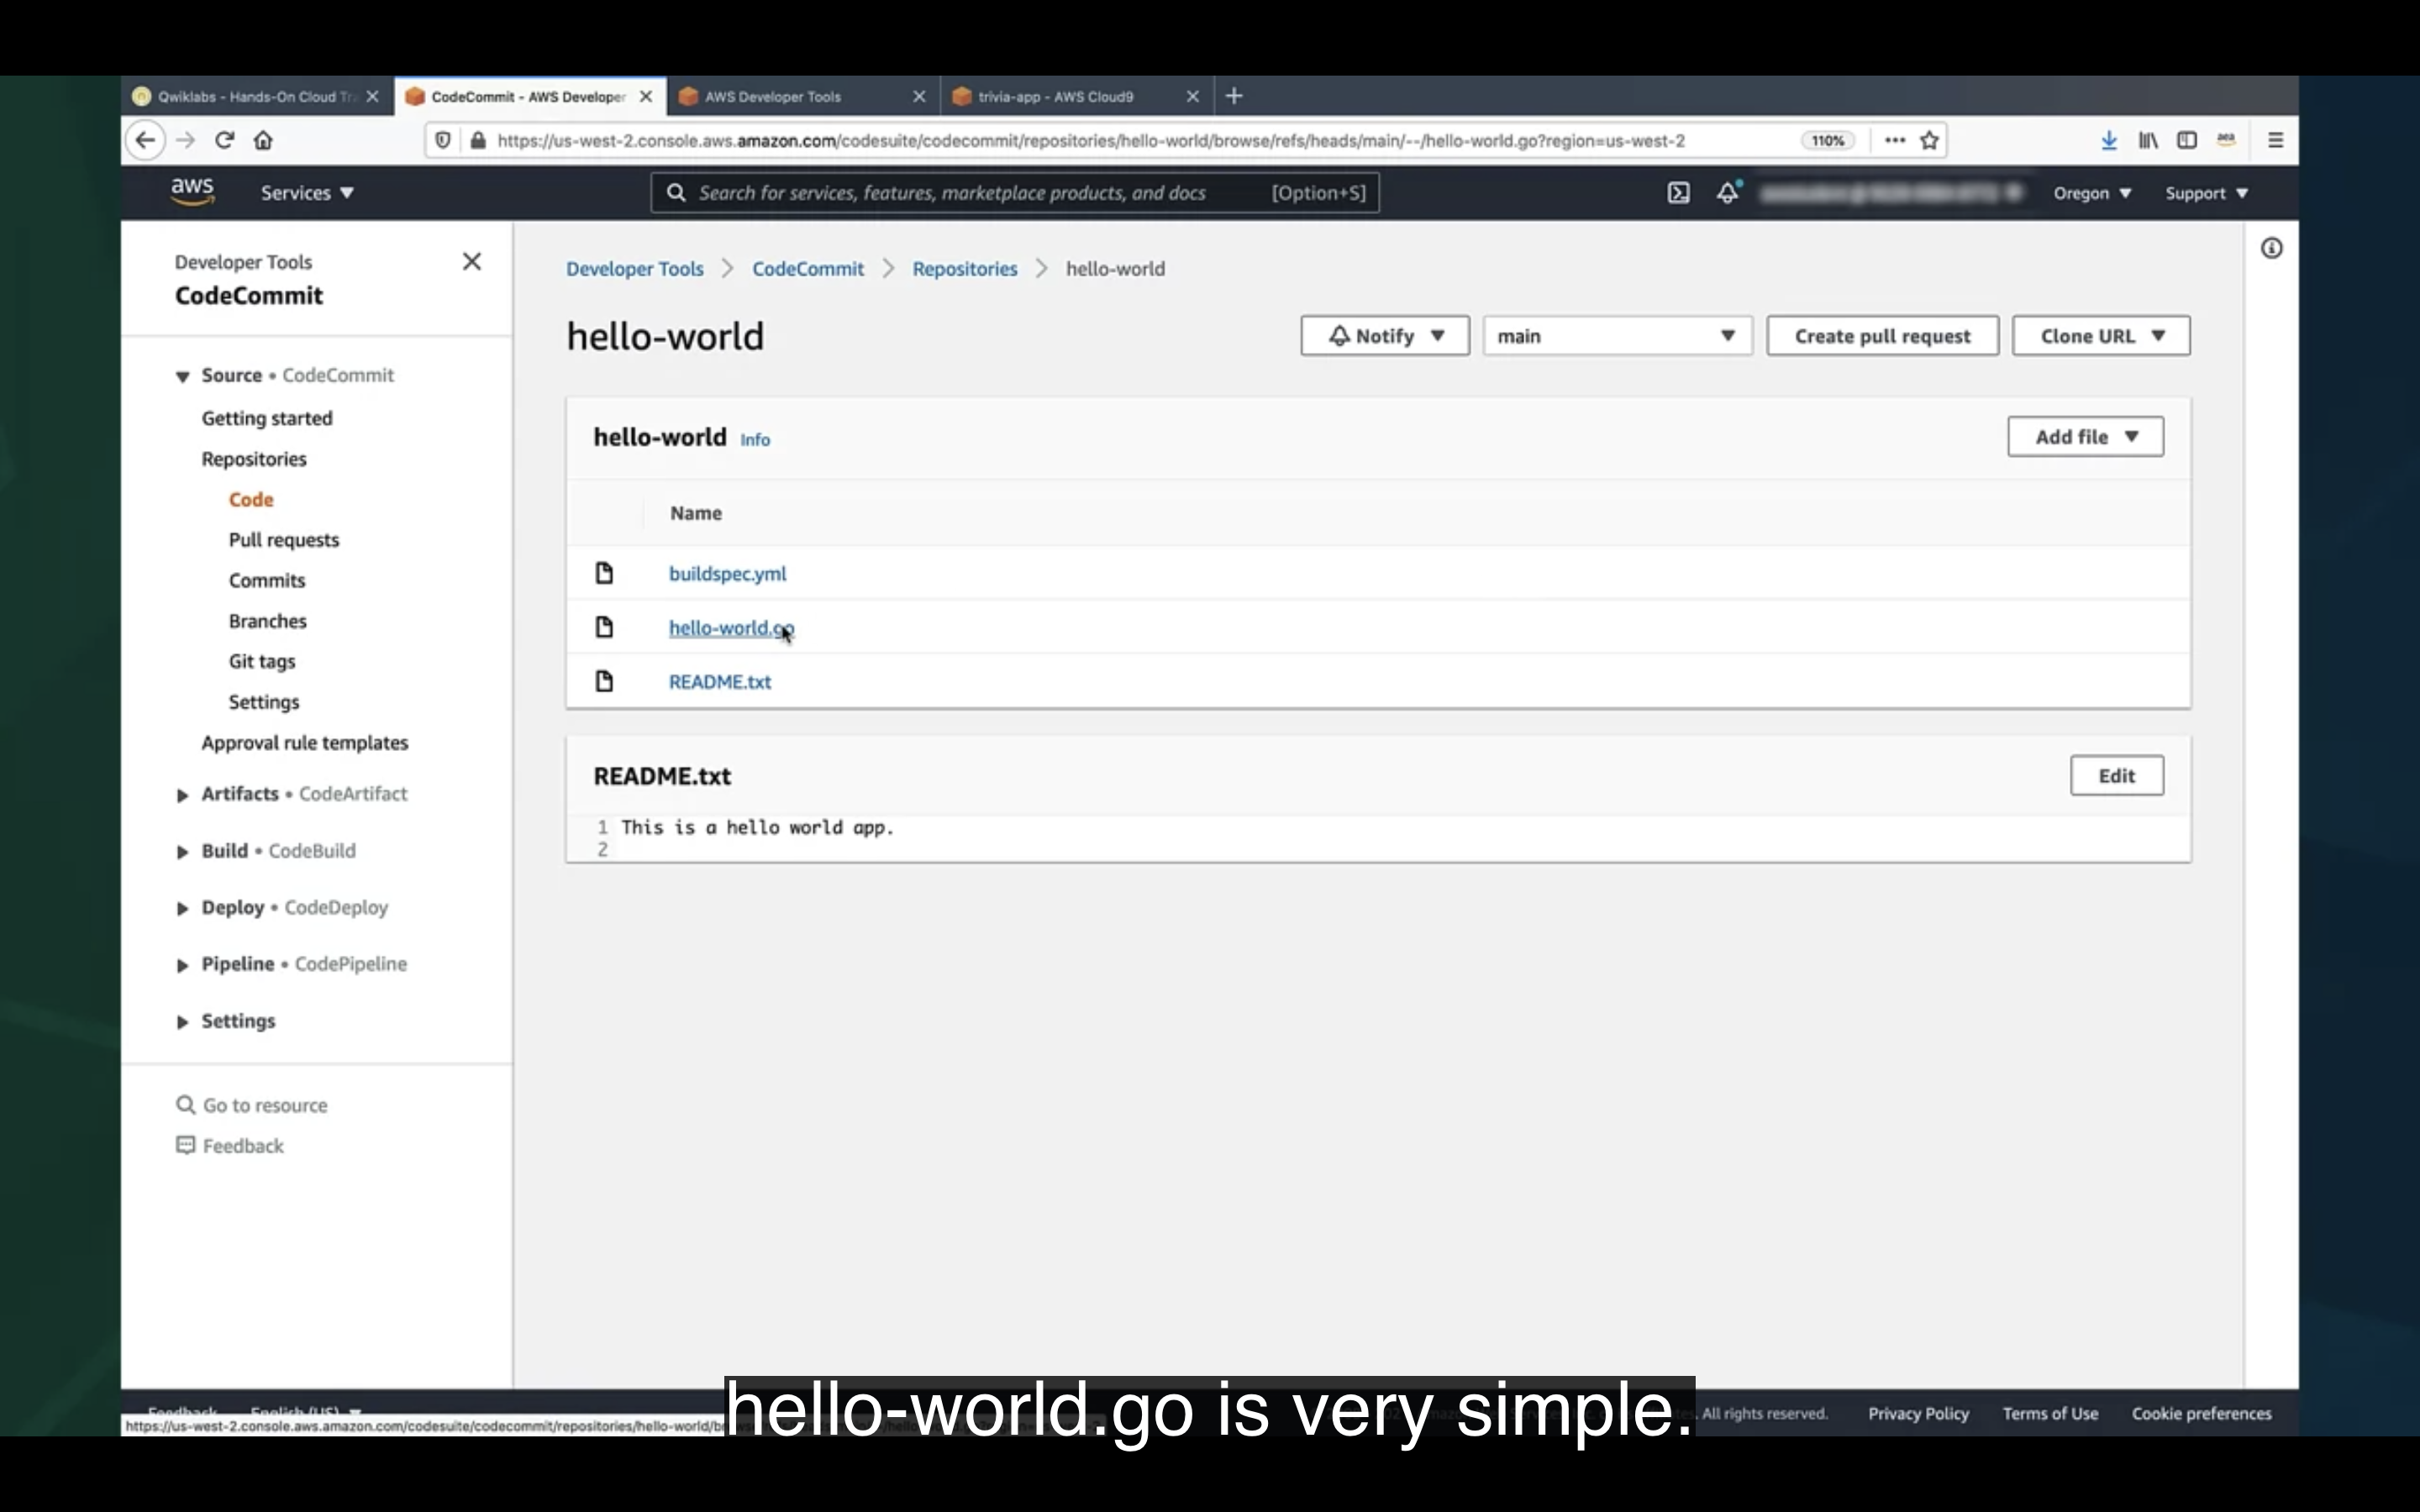 Qwiklabs - Hands-On Cloud Tr
CodeCommit - AWS Developer
AWS Developer Tools
trivia-app - AWS Cloud9
https://us-west-2.console.aws.amazon.com/codesuite/codecommit/repositories/hello-world/browse/refs/heads/main/--/hello-world.go?region=us-west-2
110%
aws
Services
Search for services, features, marketplace products, and docs
[Option+S]
Oregon
Support
Developer Tools
CodeCommit
Source • CodeCommit
Getting started
Repositories
Code
Pull requests
Commits
Branches
Git tags
Settings
Approval rule templates
Artifacts • CodeArtifact
Build • CodeBuild
Deploy • CodeDeploy
Pipeline • CodePipeline
Settings
Go to resource
Feedback
Developer Tools > CodeCommit > Repositories > hello-world
hello-world
Notify
main
Create pull request
Clone URL
hello-world Info
Add file
Name
buildspec.yml
hello-world.go
README.txt
README.txt
Edit
1 This is a hello world app.
2
Feedback
English (US)
All rights reserved.
Privacy Policy
Terms of Use
Cookie preferences
https://us-west-2.console.aws.amazon.com/codesuite/codecommit/repositories/hello-world/br
hello-world.go is very simple.